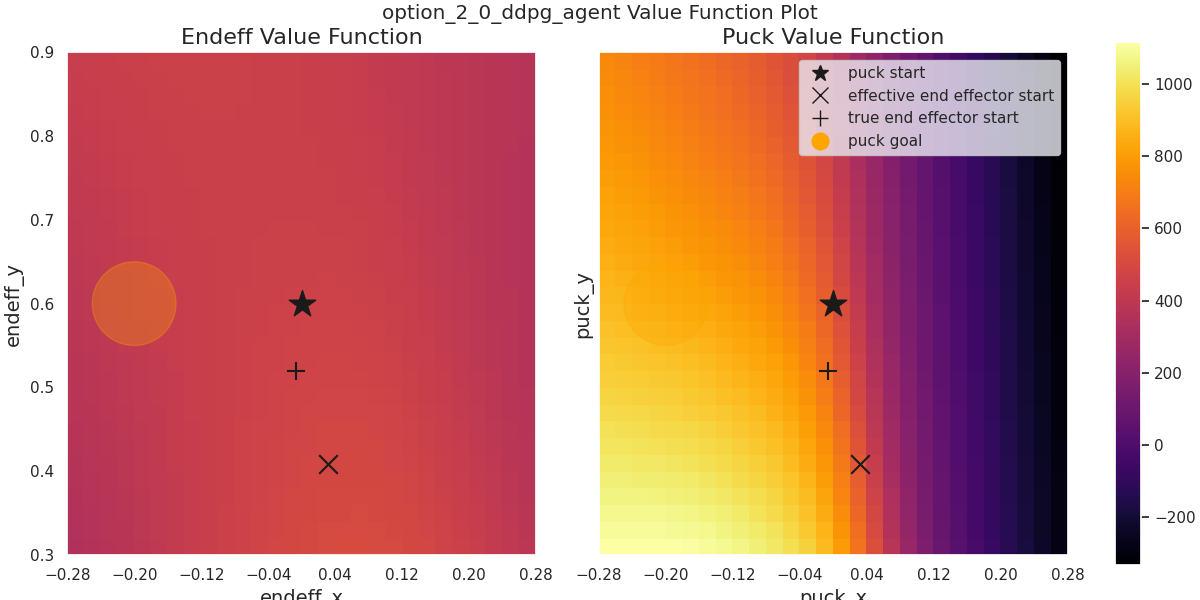 option_2_0_ddpg_agent Value Function Plot
Endeff Value Function
Puck Value Function
0.9
0.8
0.7
0.6
0.5
0.4
0.3
endeff_y
−0.28 −0.20 −0.12 −0.04 0.04 0.12 0.20 0.28
endeff_x
puck_y
puck start
effective end effector start
true end effector start
puck goal
−0.28 −0.20 −0.12 −0.04 0.04 0.12 0.20 0.28
puck_x
1000
800
600
400
200
0
−200